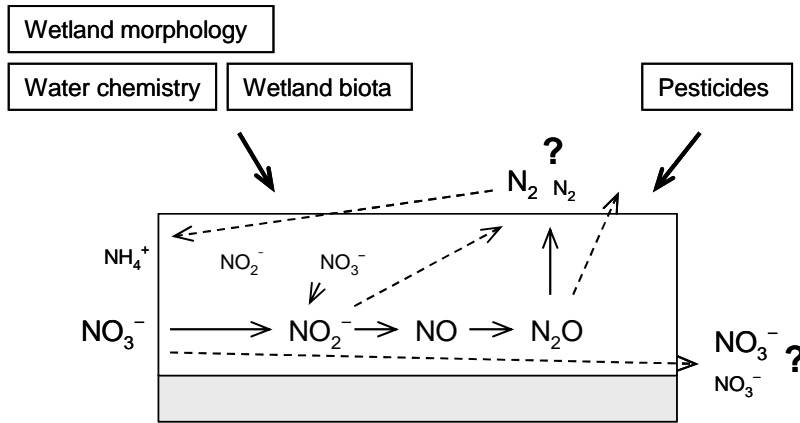 Wetland morphology
Water chemistry Wetland biota Pesticides
?
N₂ N₂
NH₄⁺ NO₂⁻ NO₃⁻
NO₃⁻ NO₂⁻ NO N₂O NO₃⁻ ?
NO₃⁻